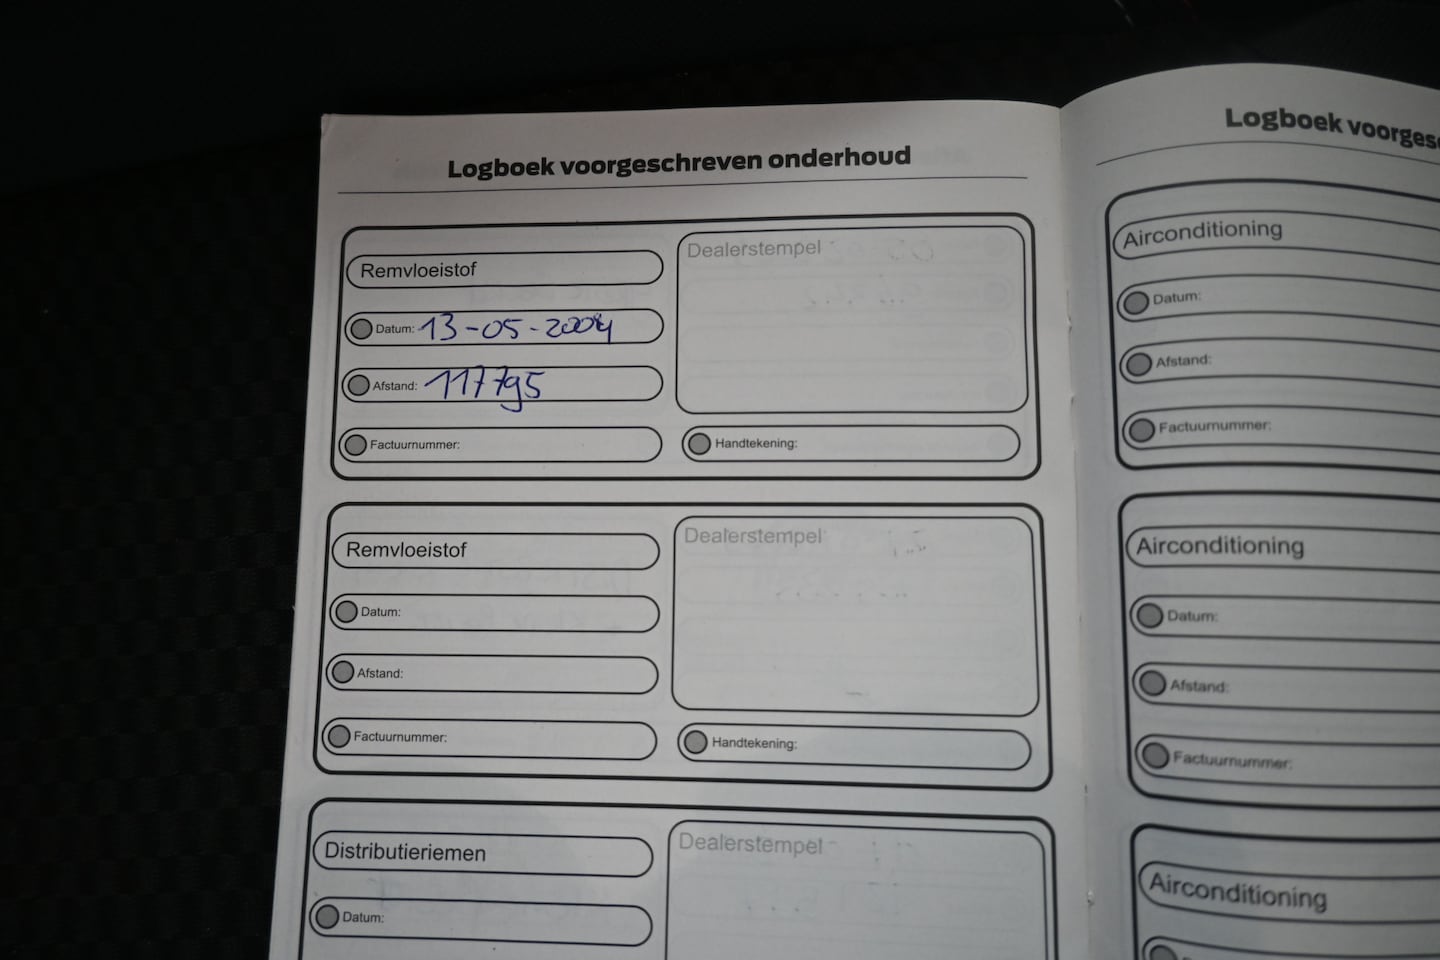 Logboek voorgeschreven onderhoud
Remvloeistof
Datum: 13-05-2004
Afstand: 117795
Factuurnummer:
Dealerstempel
Handtekening:
Remvloeistof
Datum:
Afstand:
Factuurnummer:
Dealerstempel
Handtekening:
Distributieriemen
Datum:
Dealerstempel
Logboek
Airconditioning
Datum:
Afstand:
Factuurnummer:
Airconditioning
Datum:
Afstand:
Factuurnummer:
Airconditioning